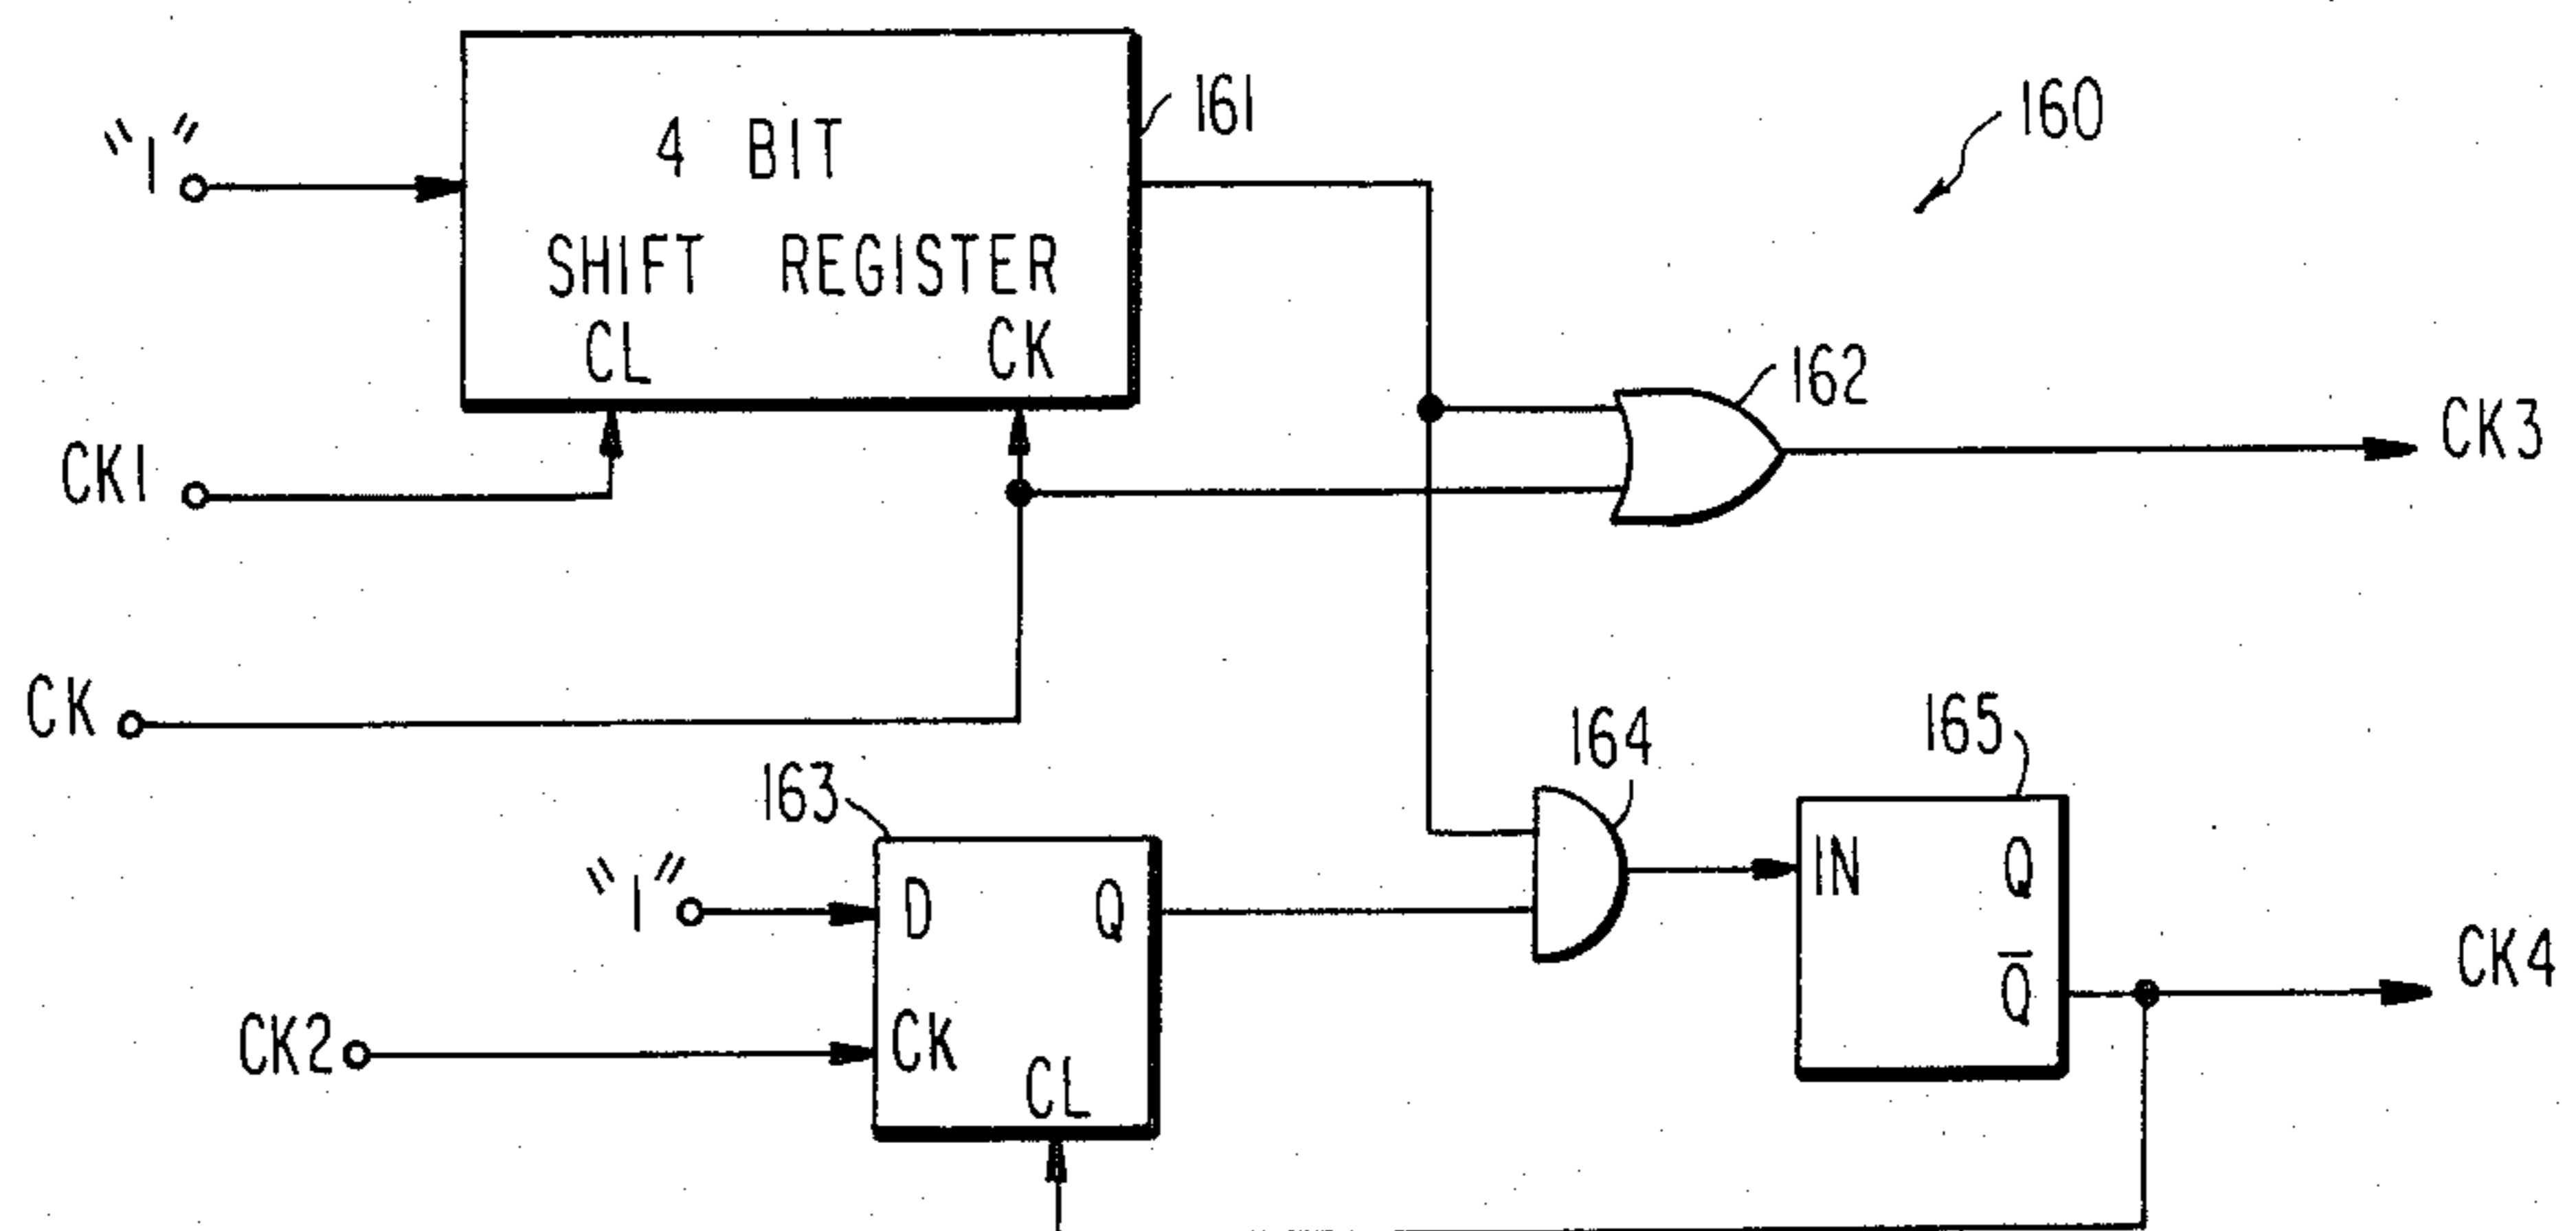 161
160
"1"
4 BIT
SHIFT REGISTER
CL CK
162
CK1
CK3
CK
164
165
163
"1"
D Q
IN Q
Q̅
CK4
CK2
CK
CL